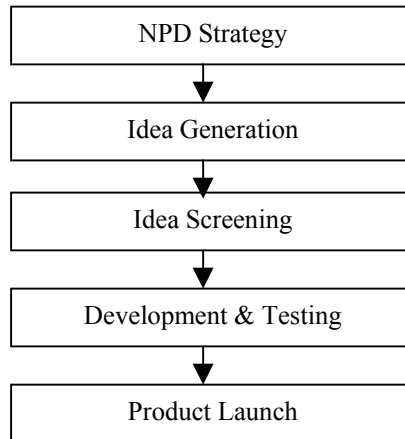 NPD Strategy
Idea Generation
Idea Screening
Development & Testing
Product Launch